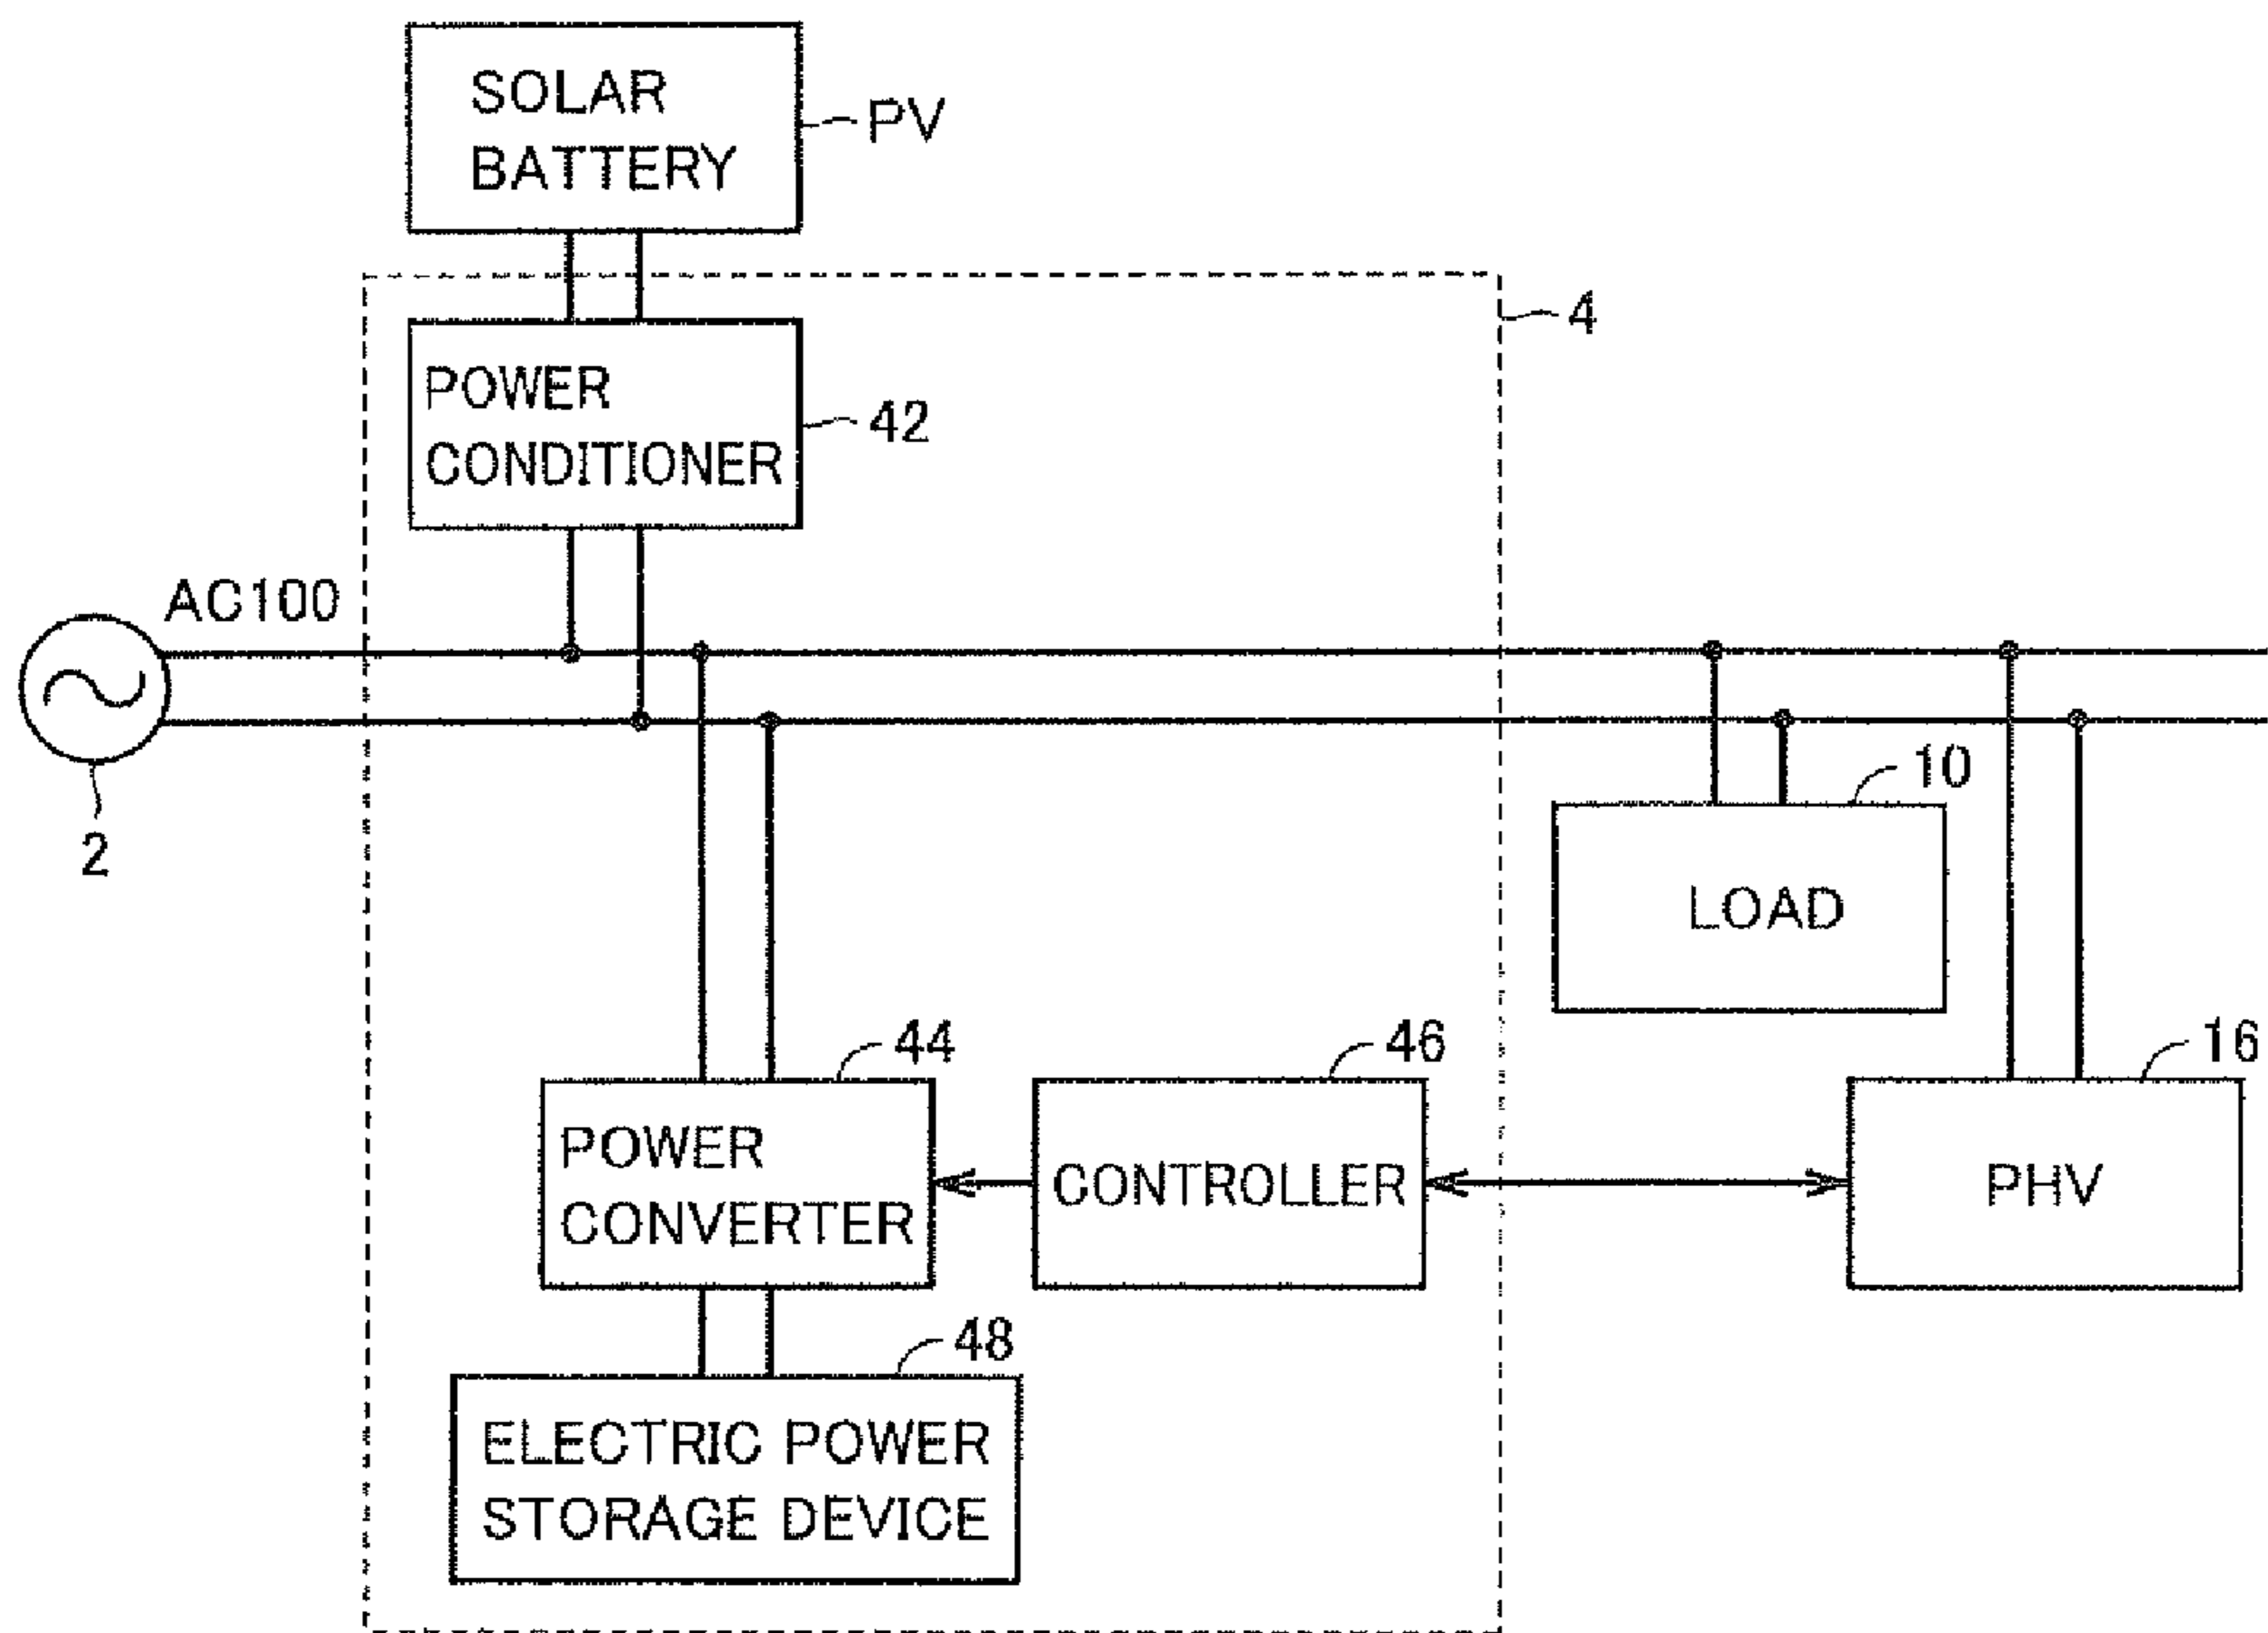 SOLAR
BATTERY
PV
4
POWER
CONDITIONER
42
AC100
2
10
LOAD
44
46
16
POWER
CONVERTER
CONTROLLER
PHV
48
ELECTRIC POWER
STORAGE DEVICE